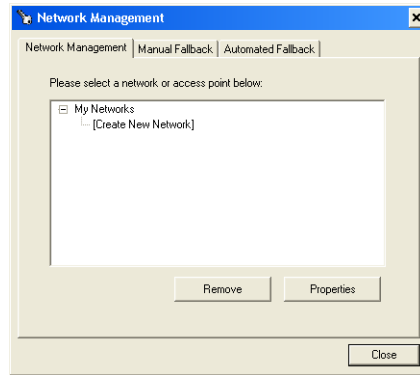 Network Management
Network Management Manual Fallback Automated Fallback
Please select a network or access point below:
My Networks
[Create New Network]
Remove Properties
Close